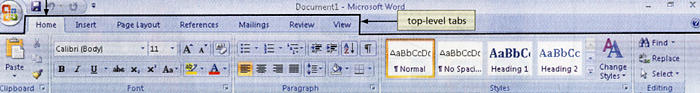 Document1 - Microsoft Word
Home Insert Page Layout References Mailings Review View
top-level tabs
Calibri (Body) 11
AaBbCcDc AaBbCcDc AaBbC AaBbCc
Paste
B I U abc x₂ x² Aa A
¶ Normal ¶ No Spaci... Heading 1 Heading 2
Change Styles
Find
Replace
Select
Clipboard Font Paragraph Styles Editing